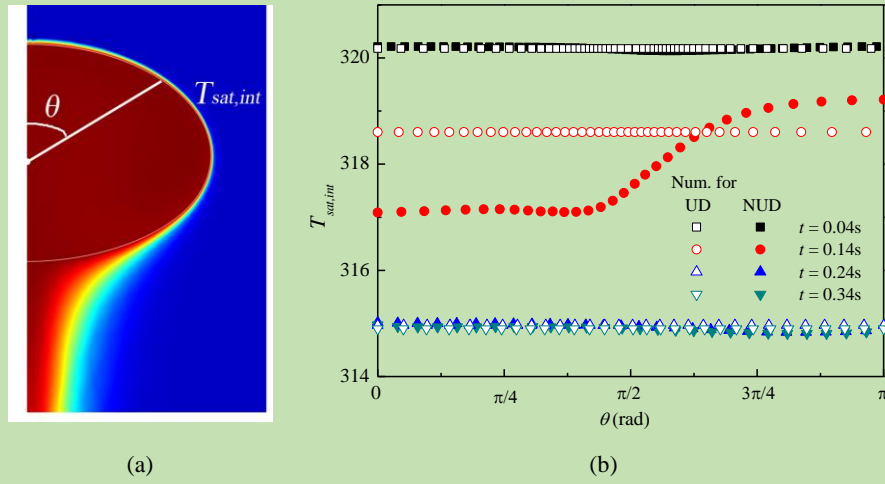 θ
Tsat,int
(a)
Tsat,int
320
318
316
314
0
π/4
π/2
3π/4
π
θ (rad)
Num. for
UD NUD
t = 0.04s
t = 0.14s
t = 0.24s
t = 0.34s
(b)